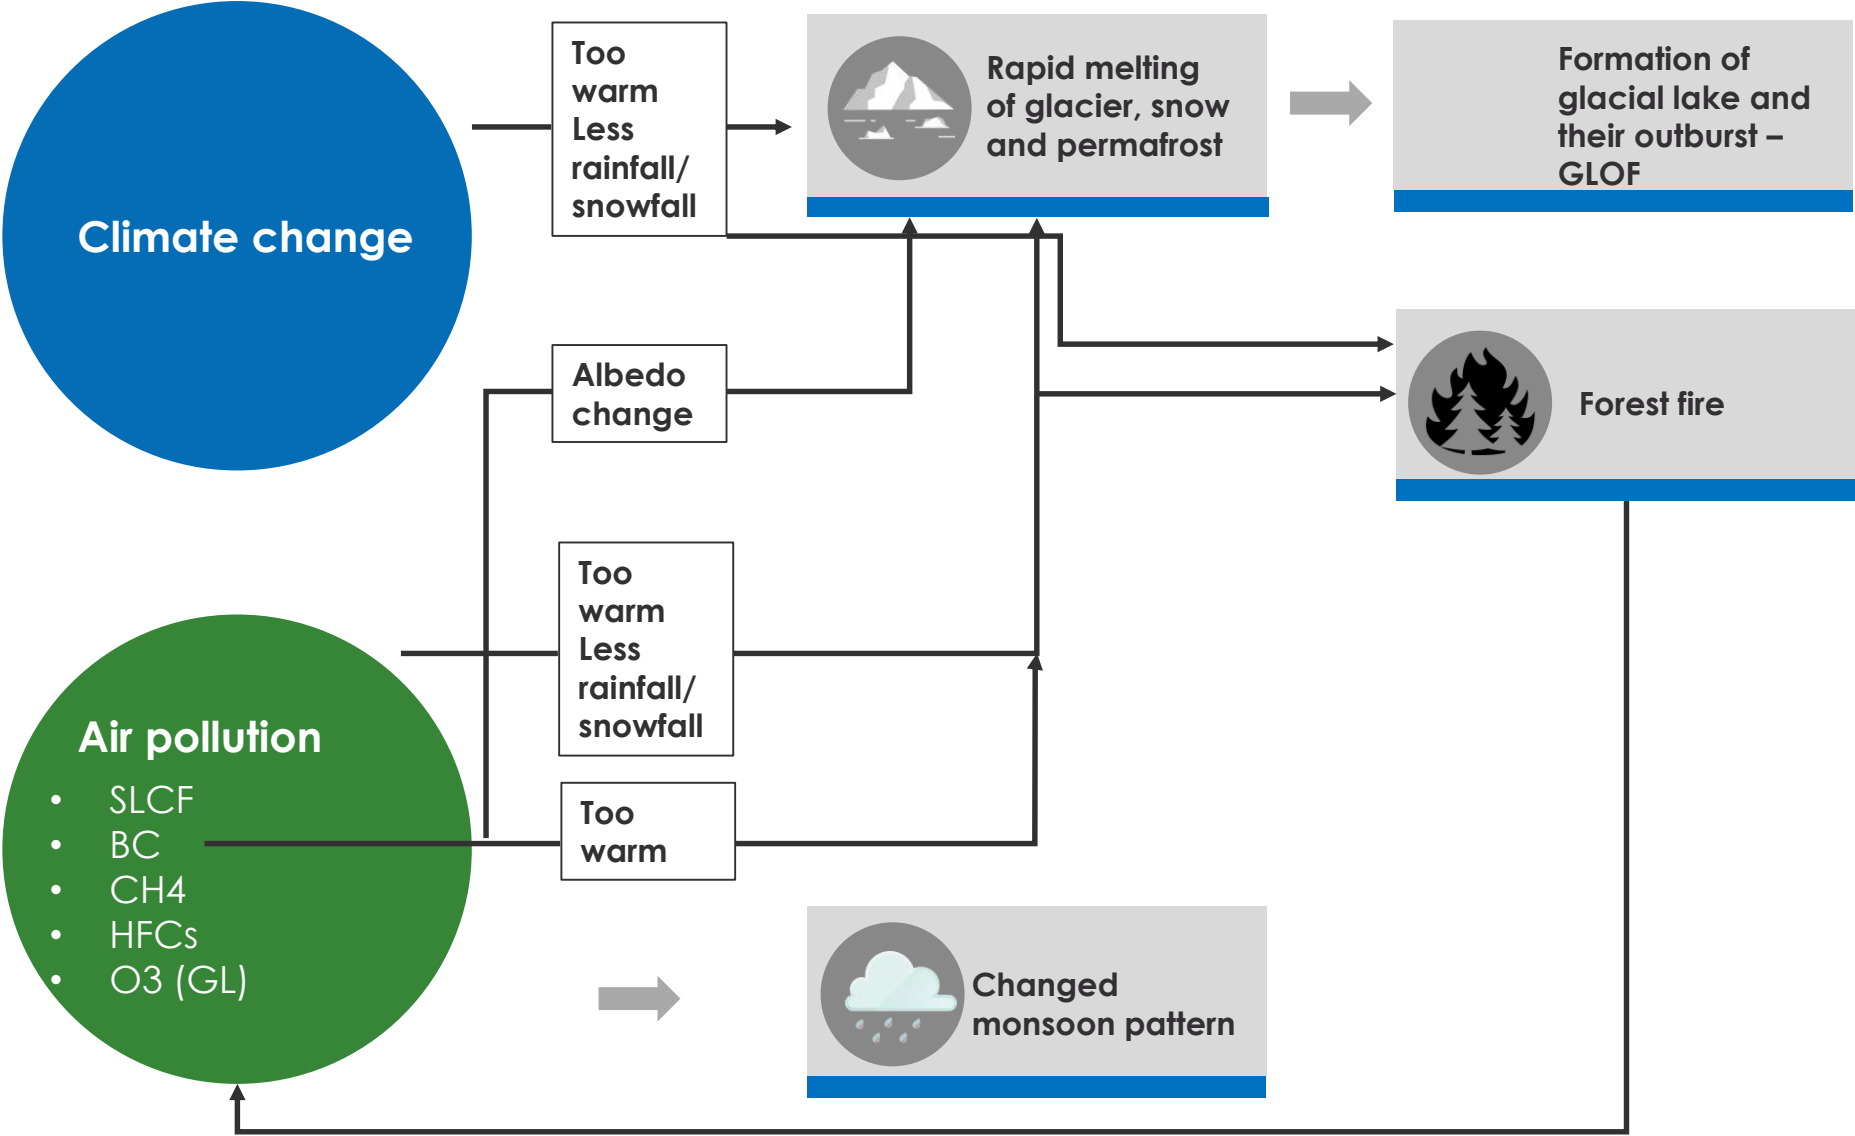 Climate change
Too
warm
Less
rainfall/
snowfall
Rapid melting
of glacier, snow
and permafrost
Formation of
glacial lake and
their outburst –
GLOF
Albedo
change
Forest fire
Too
warm
Less
rainfall/
snowfall
Air pollution
• SLCF
• BC
• CH4
• HFCs
• O3 (GL)
Too
warm
Changed
monsoon pattern